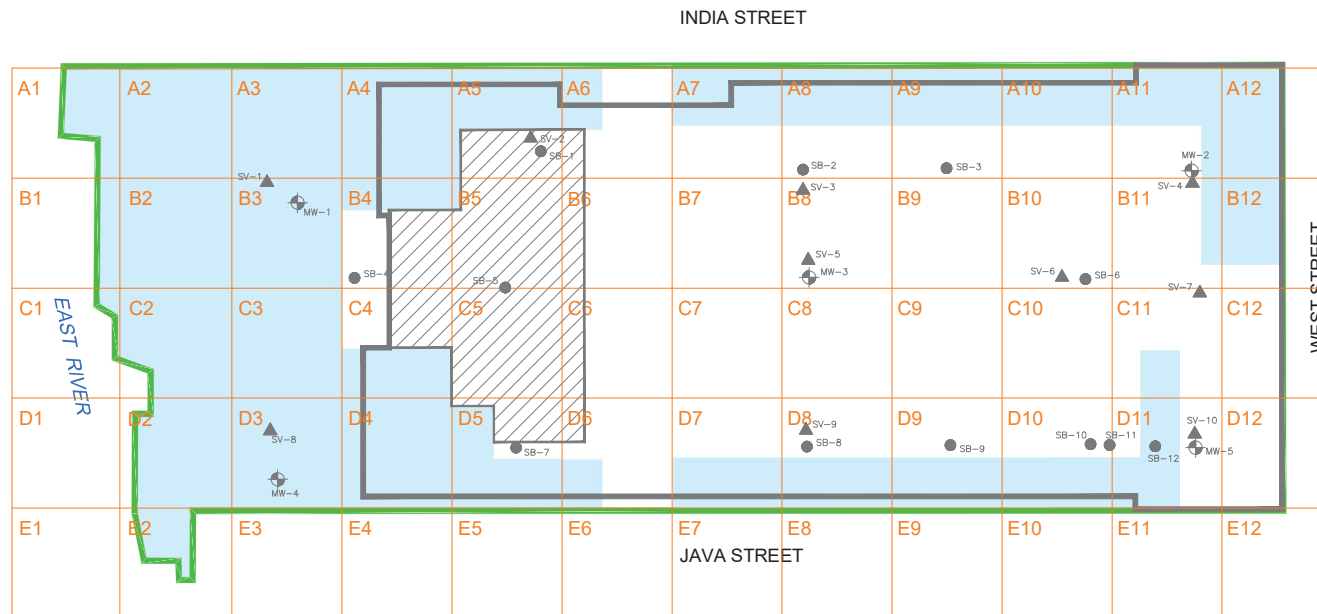 INDIA STREET
A1 A2 A3 A4 A5 A6 A7 A8 A9 A10 A11 A12
SV-2
SB-1
SB-2
SB-3
MW-2
SV-1
SV-3
SV-4
B1 B2 B3 B4 B5 B6 B7 B8 B9 B10 B11 B12
MW-1
SV-5
SB-4
SB-5
MW-3
SV-6
SB-6
SV-7
WEST STREET
C1 C2 C3 C4 C5 C6 C7 C8 C9 C10 C11 C12
EAST RIVER
D1 D2 D3 D4 D5 D6 D7 D8 D9 D10 D11 D12
SV-8
SV-9
SV-10
SB-7
SB-8
SB-9
SB-10
SB-11
SB-12
MW-5
MW-4
E1 E2 E3 E4 E5 E6 E7 E8 E9 E10 E11 E12
JAVA STREET